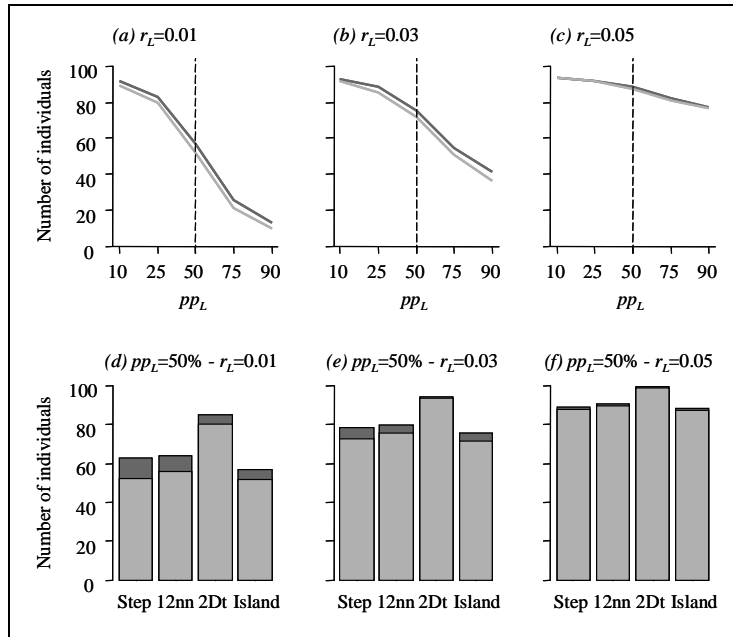 (a) r_L=0.01
(b) r_L=0.03
(c) r_L=0.05
Number of individuals
100
80
60
40
20
0
10 25 50 75 90
10 25 50 75 90
10 25 50 75 90
pp_L
pp_L
pp_L
(d) pp_L=50% - r_L=0.01
(e) pp_L=50% - r_L=0.03
(f) pp_L=50% - r_L=0.05
Number of individuals
100
80
60
40
20
0
Step 12nn 2Dt Island
Step 12nn 2Dt Island
Step 12nn 2Dt Island